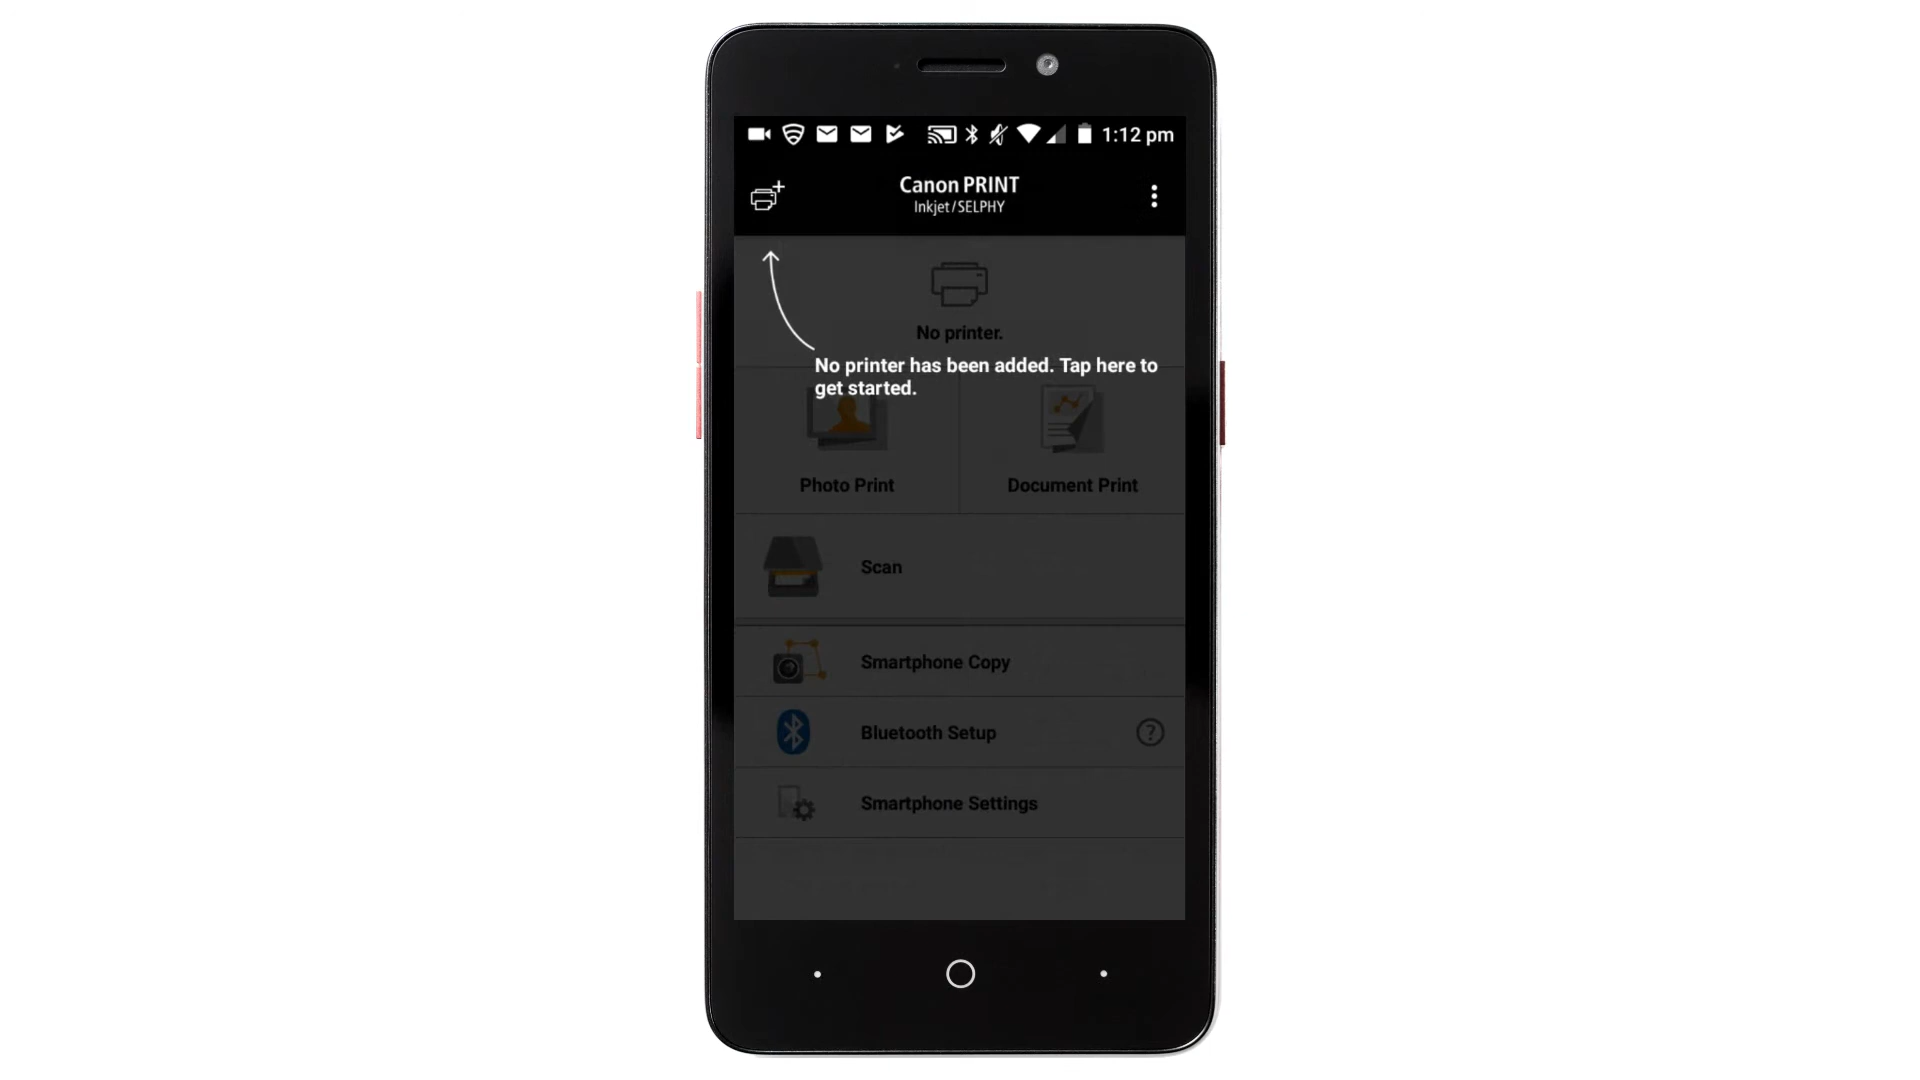 1:12 pm
Canon PRINT
Inkjet/SELPHY
No printer.
No printer has been added. Tap here to
get started.
Photo Print
Document Print
Scan
Smartphone Copy
Bluetooth Setup
?
Smartphone Settings